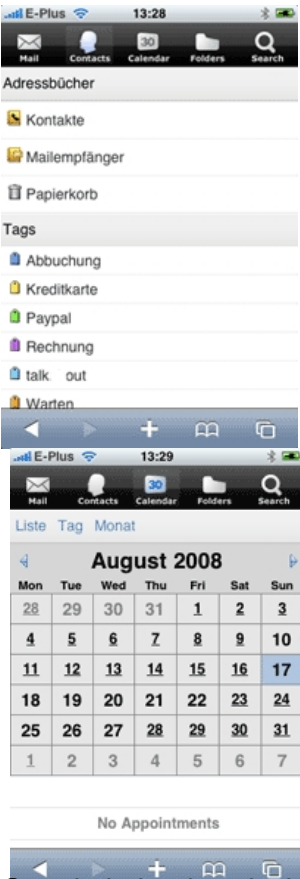 E-Plus 13:28
Mail Contacts 30 Calendar Folders Search
Adressbücher
Kontakte
Mailempfänger
Papierkorb
Tags
Abbuchung
Kreditkarte
Paypal
Rechnung
talk out
Warten
E-Plus 13:29
Mail Contacts 30 Calendar Folders Search
Liste Tag Monat
August 2008
Mon Tue Wed Thu Fri Sat Sun
28 29 30 31 1 2 3
4 5 6 7 8 9 10
11 12 13 14 15 16 17
18 19 20 21 22 23 24
25 26 27 28 29 30 31
1 2 3 4 5 6 7
No Appointments